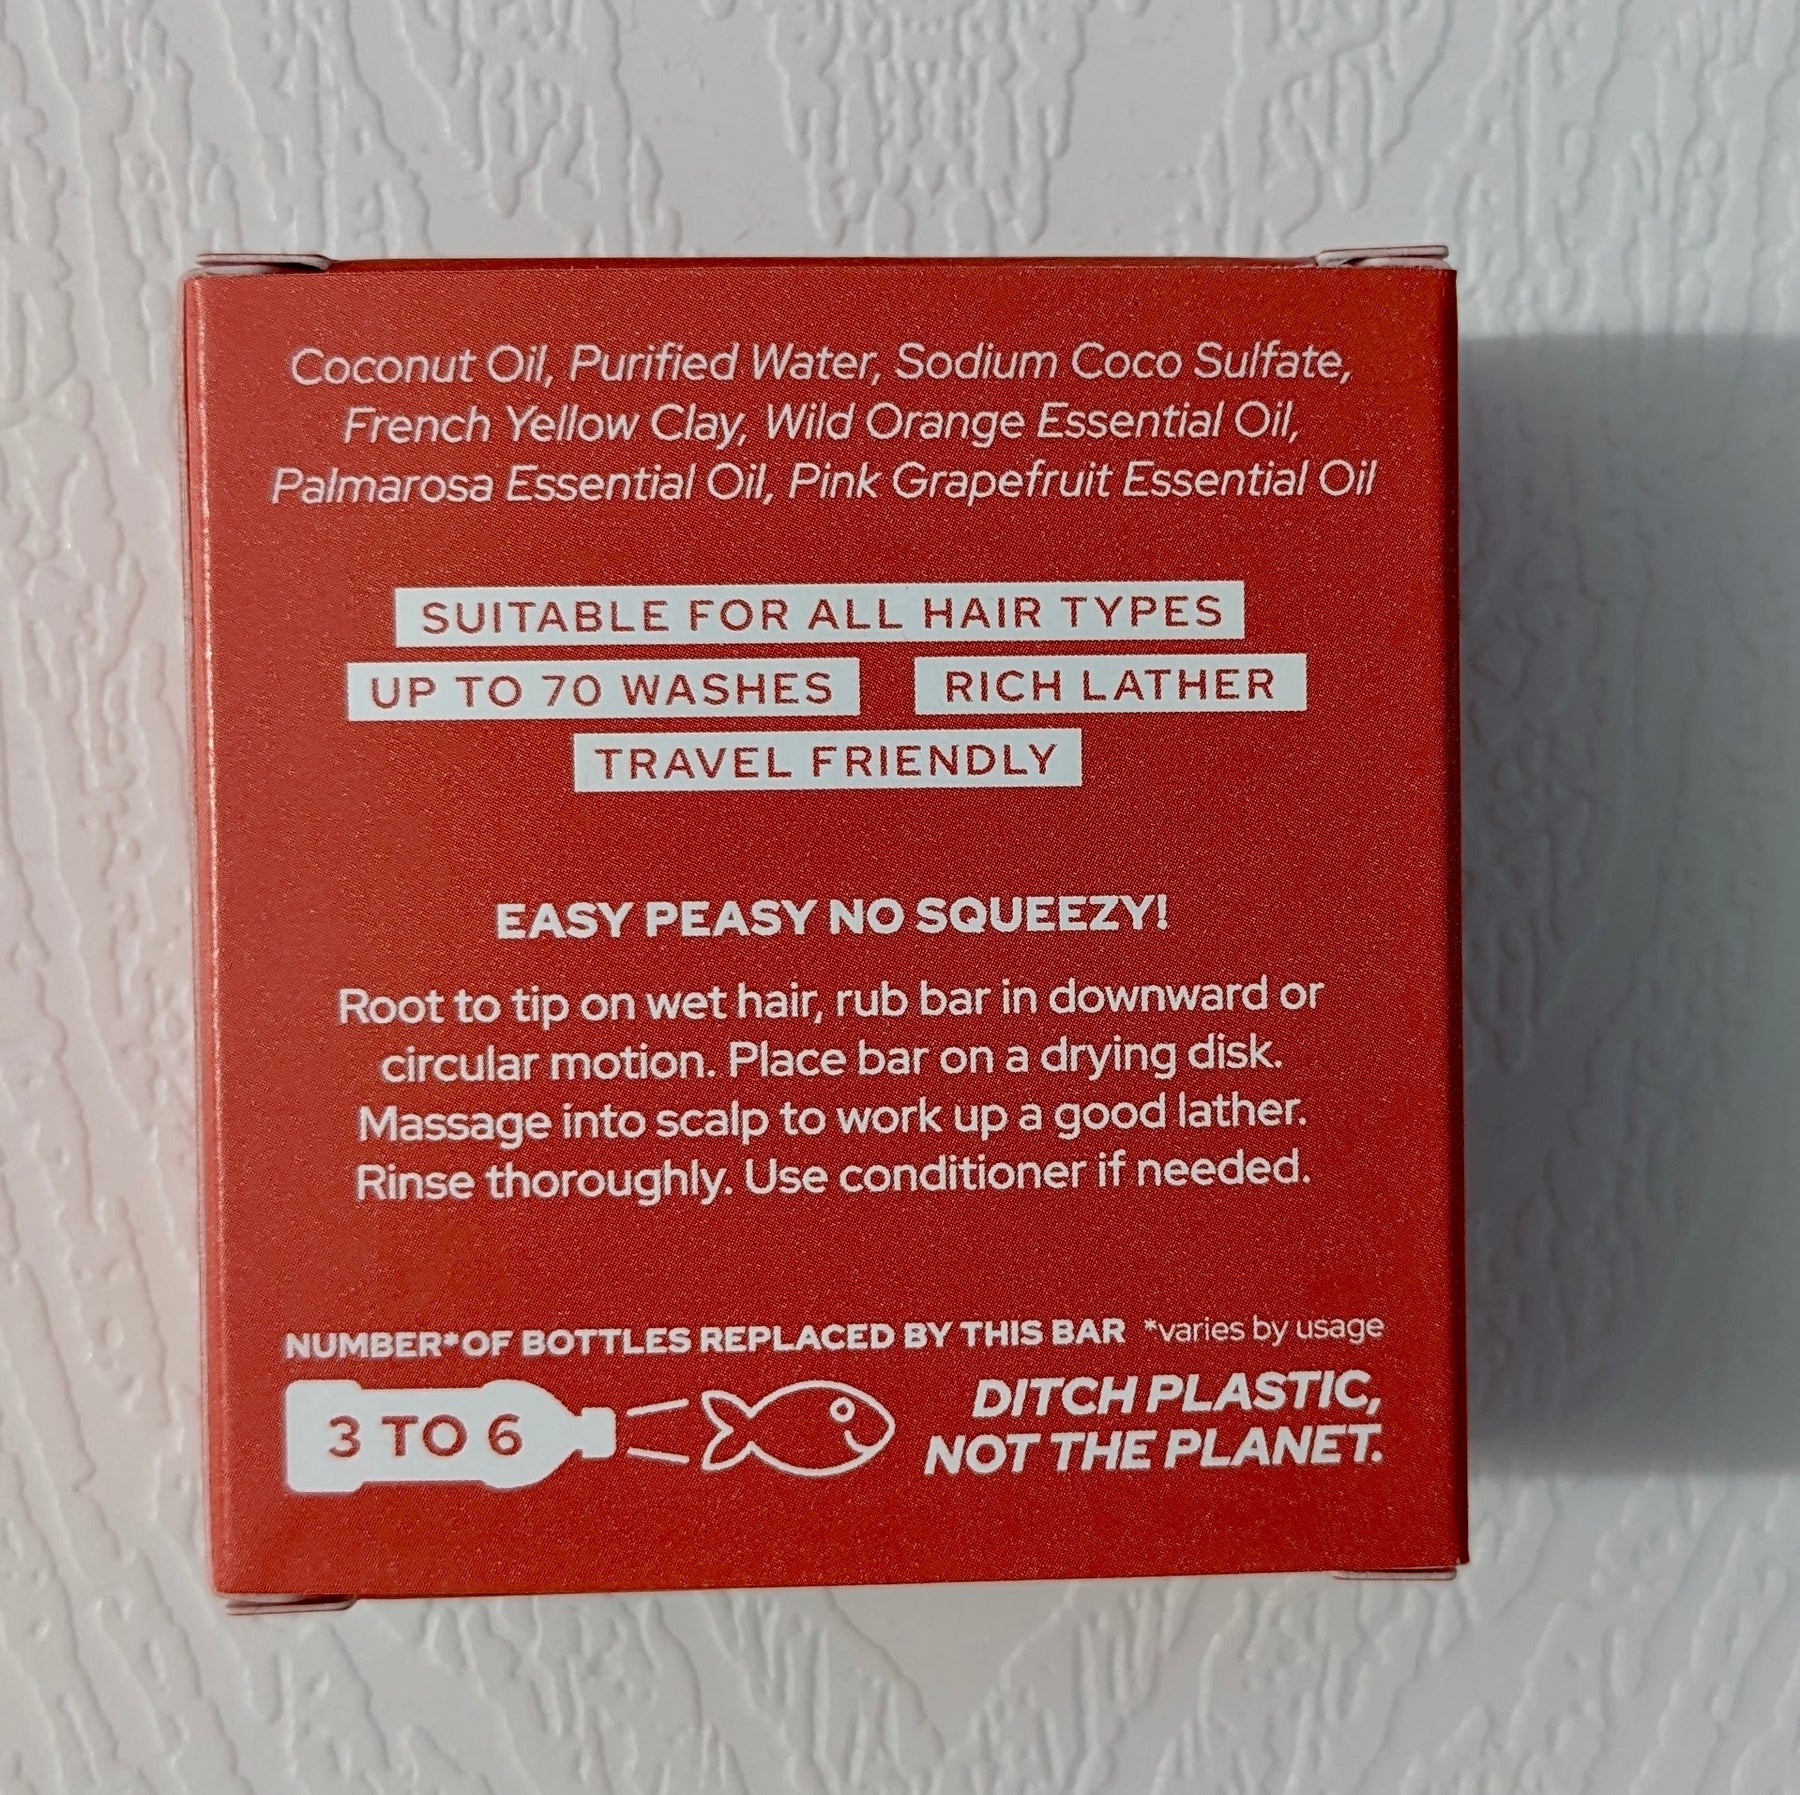 Coconut Oil, Purified Water, Sodium Coco Sulfate,
French Yellow Clay, Wild Orange Essential Oil,
Palmarosa Essential Oil, Pink Grapefruit Essential Oil
SUITABLE FOR ALL HAIR TYPES
UP TO 70 WASHES RICH LATHER
TRAVEL FRIENDLY
EASY PEASY NO SQUEEZY!
Root to tip on wet hair, rub bar in downward or
circular motion. Place bar on a drying disk.
Massage into scalp to work up a good lather.
Rinse thoroughly. Use conditioner if needed.
NUMBER*OF BOTTLES REPLACED BY THIS BAR *varies by usage
3 TO 6
DITCH PLASTIC,
NOT THE PLANET.